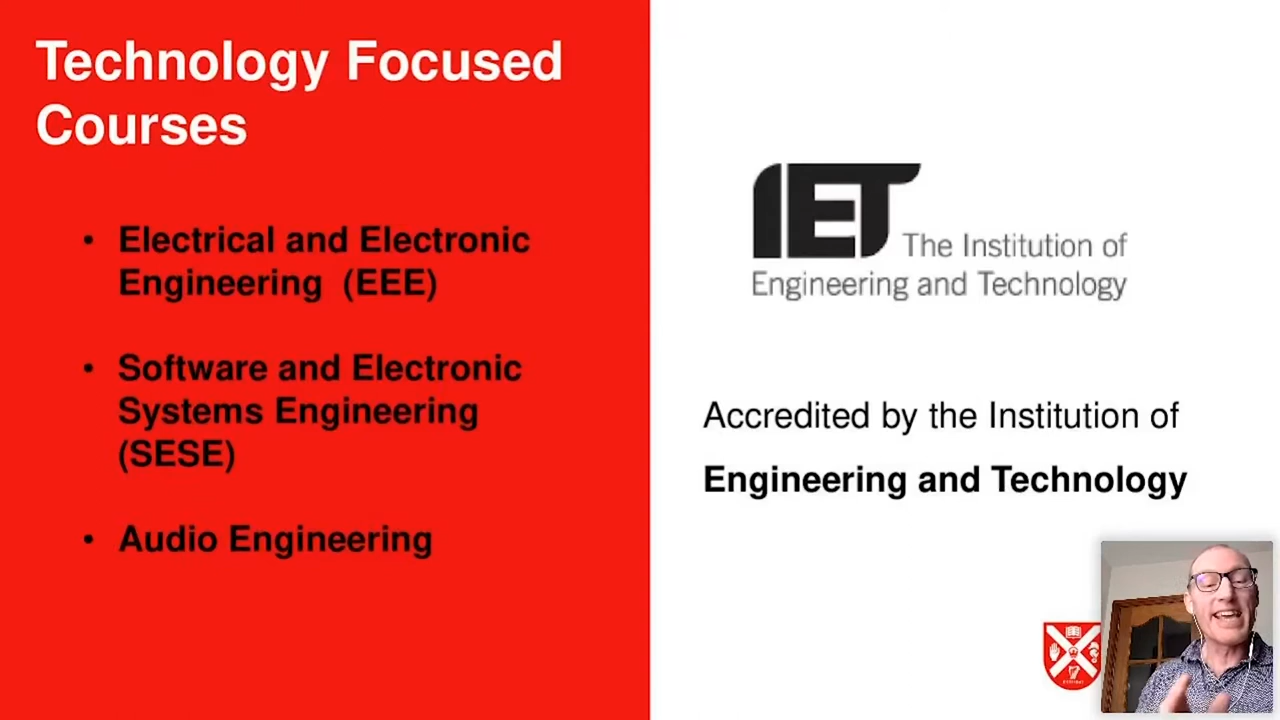 Technology Focused
Courses
• Electrical and Electronic
Engineering (EEE)
• Software and Electronic
Systems Engineering
(SESE)
• Audio Engineering
IET The Institution of
Engineering and Technology
Accredited by the Institution of
Engineering and Technology